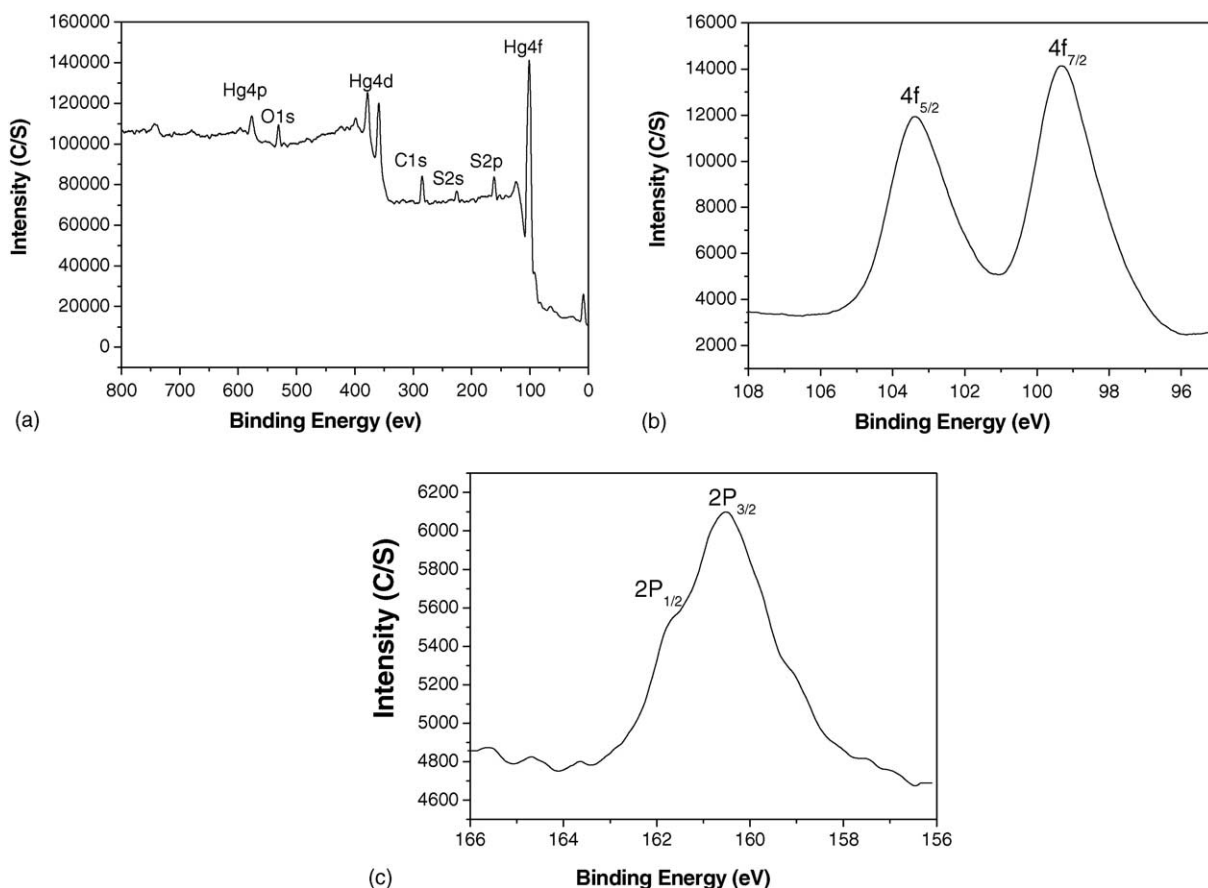 160000
140000
120000
100000
80000
60000
40000
20000
0
Intensity (C/S)
Hg4p
O1s
Hg4d
C1s
S2s
S2p
Hg4f
800 700 600 500 400 300 200 100 0
Binding Energy (ev)
(a)
16000
14000
12000
10000
8000
6000
4000
2000
Intensity (C/S)
4f5/2
4f7/2
108 106 104 102 100 98 96
Binding Energy (eV)
(b)
6200
6000
5800
5600
5400
5200
5000
4800
4600
Intensity (C/S)
2P1/2
2P3/2
166 164 162 160 158 156
Binding Energy (eV)
(c)